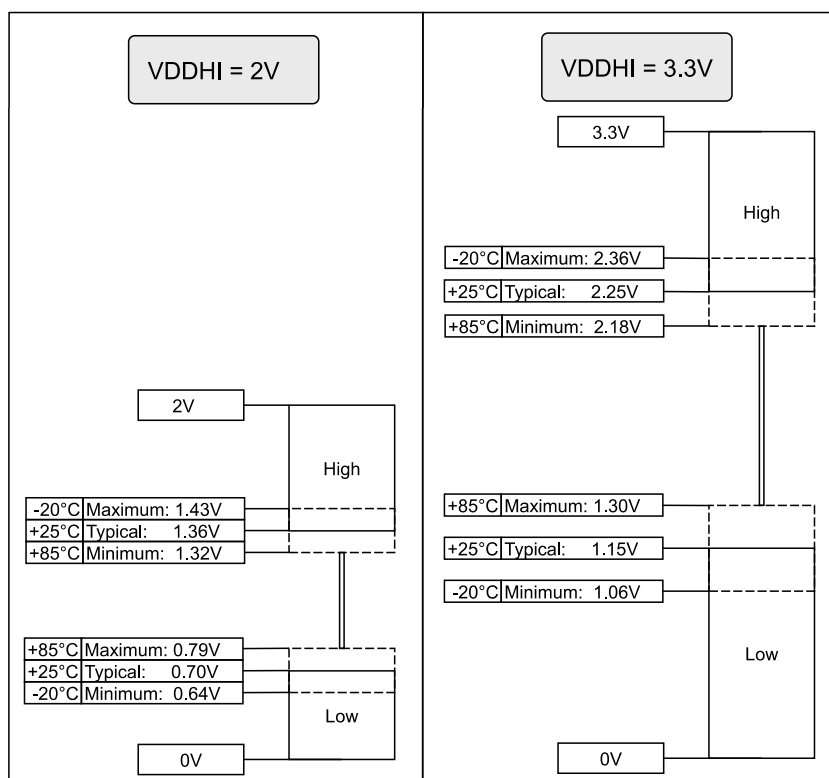 VDDHI = 2V
2V
High
-20°C Maximum: 1.43V
+25°C Typical: 1.36V
+85°C Minimum: 1.32V
+85°C Maximum: 0.79V
+25°C Typical: 0.70V
-20°C Minimum: 0.64V
Low
0V
VDDHI = 3.3V
3.3V
High
-20°C Maximum: 2.36V
+25°C Typical: 2.25V
+85°C Minimum: 2.18V
+85°C Maximum: 1.30V
+25°C Typical: 1.15V
-20°C Minimum: 1.06V
Low
0V